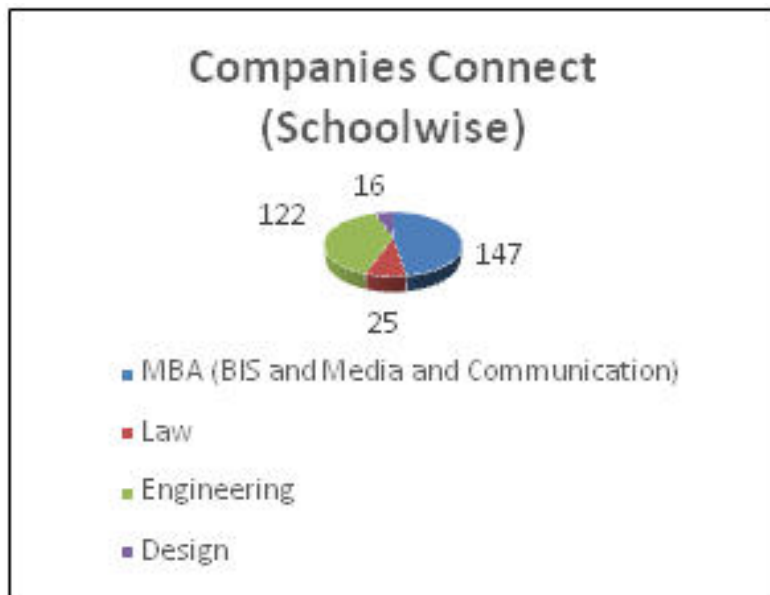 Companies Connect
(Schoolwise)
16
122
147
25
MBA (BIS and Media and Communication)
Law
Engineering
Design